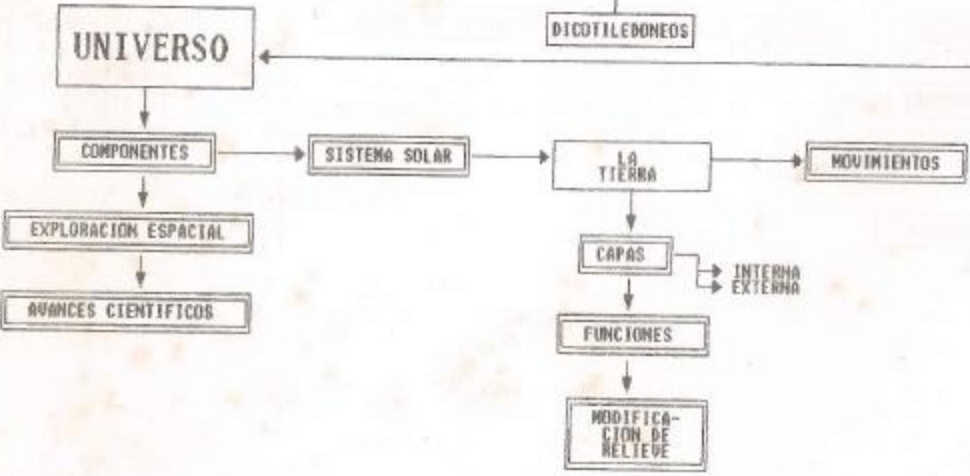 DICOTILEDONEOS
UNIVERSO
COMPONENTES
SISTEMA SOLAR
LA
TIERRA
MOVIMIENTOS
EXPLORACION ESPACIAL
CAPAS
INTERNA
EXTERNA
AVANCES CIENTIFICOS
FUNCIONES
MODIFICA-
CION DE
RELIEVE